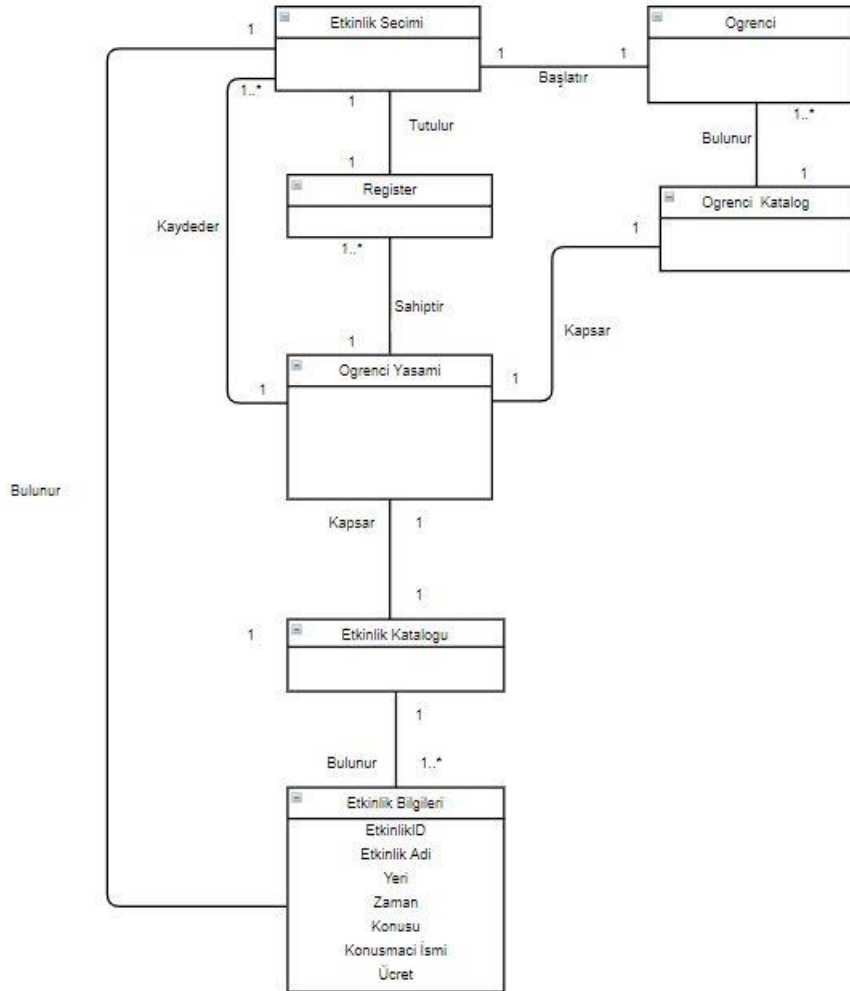 Etkinlik Secimi
Ogrenci
1
1
1
Başlatır
1..*
1
1..*
Tutulur
Bulunur
1
1
Register
Ogrenci Katalog
Kaydeder
1
1..*
Sahiptir
Kapsar
1
Ogrenci Yasami
1
1
Bulunur
Kapsar
1
1
1
Etkinlik Katalogu
1
Bulunur
1..*
Etkinlik Bilgileri
EtkinlikID
Etkinlik Adi
Yeri
Zaman
Konusu
Konusmaci İsmi
Ücret